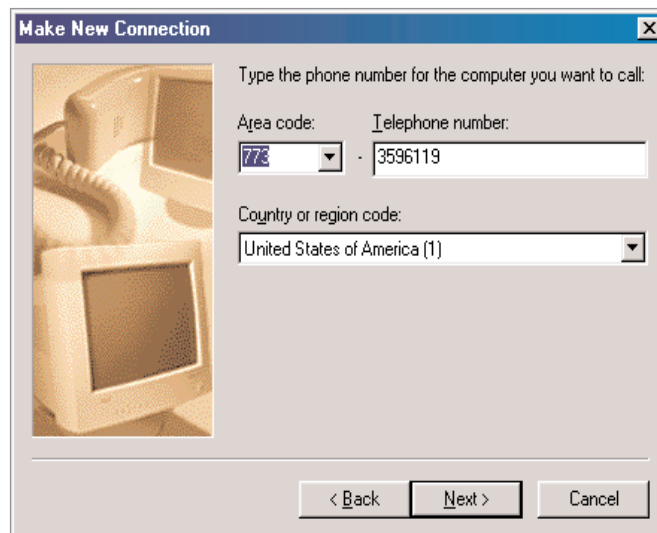 Make New Connection
Type the phone number for the computer you want to call:
Area code: Telephone number:
773 - 3596119
Country or region code:
United States of America (1)
< Back Next > Cancel